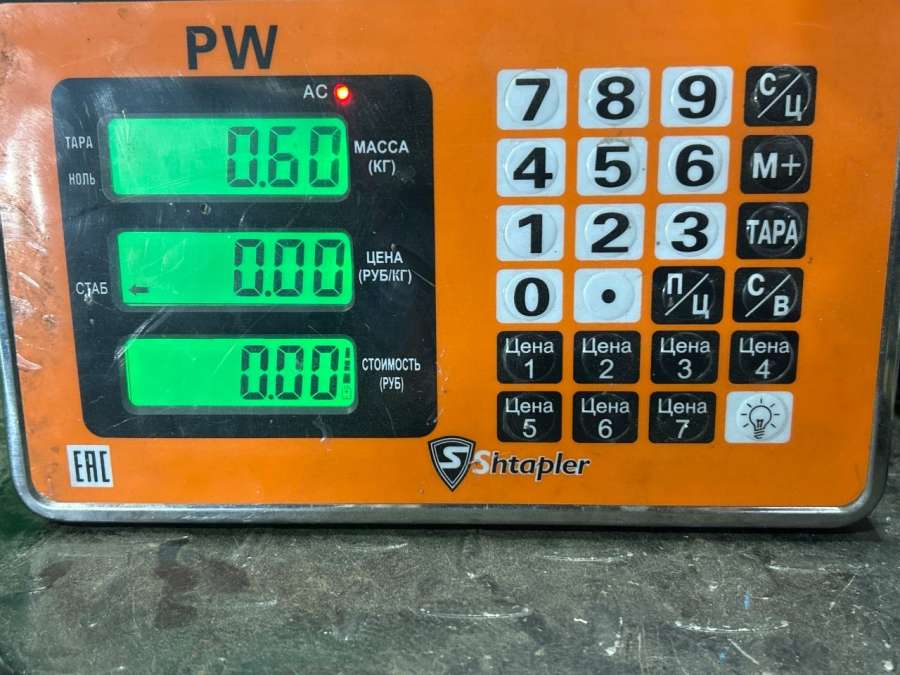 PW
AC
ТАРА
НОЛЬ
0.60
МАССА
(КГ)
СТАБ
0.00
ЦЕНА
(РУБ/КГ)
0.00
СТОИМОСТЬ
(РУБ)
EAC
S Shtapler
7 8 9 С/Ц
4 5 6 М+
1 2 3 ТАРА
0 . П/Ц С/В
Цена 1 Цена 2 Цена 3 Цена 4
Цена 5 Цена 6 Цена 7